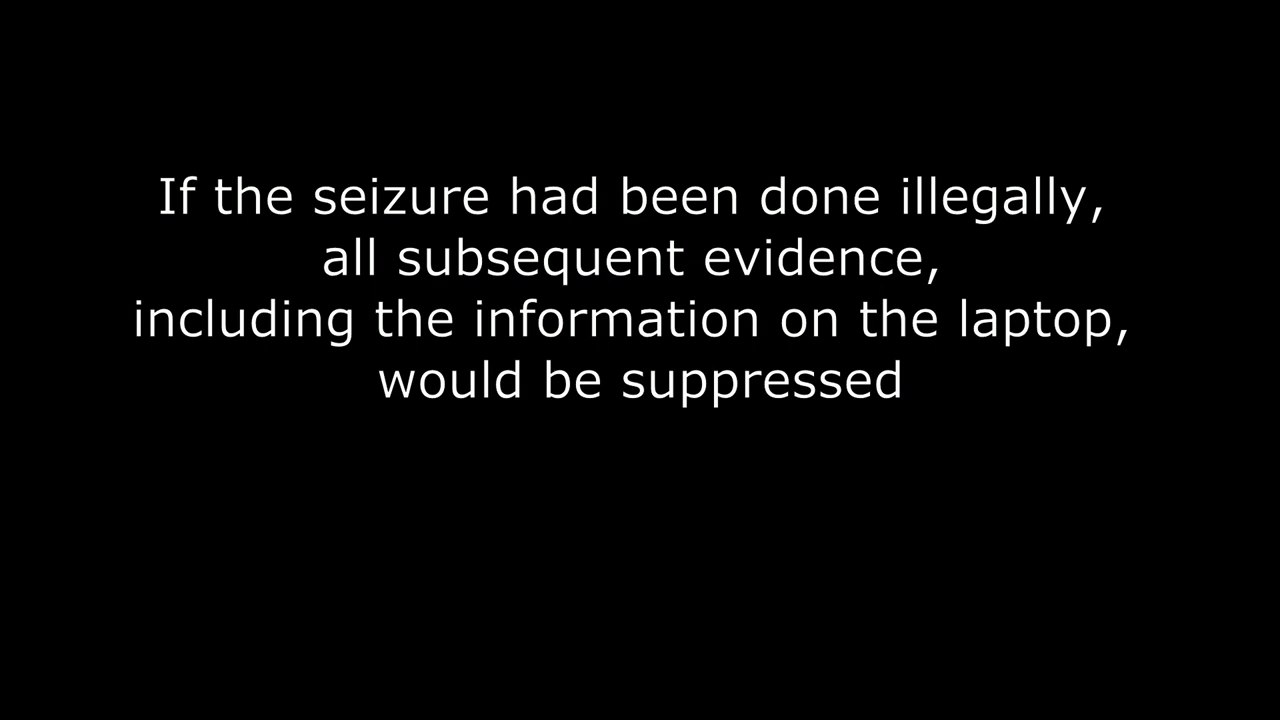 If the seizure had been done illegally,
all subsequent evidence,
including the information on the laptop,
would be suppressed